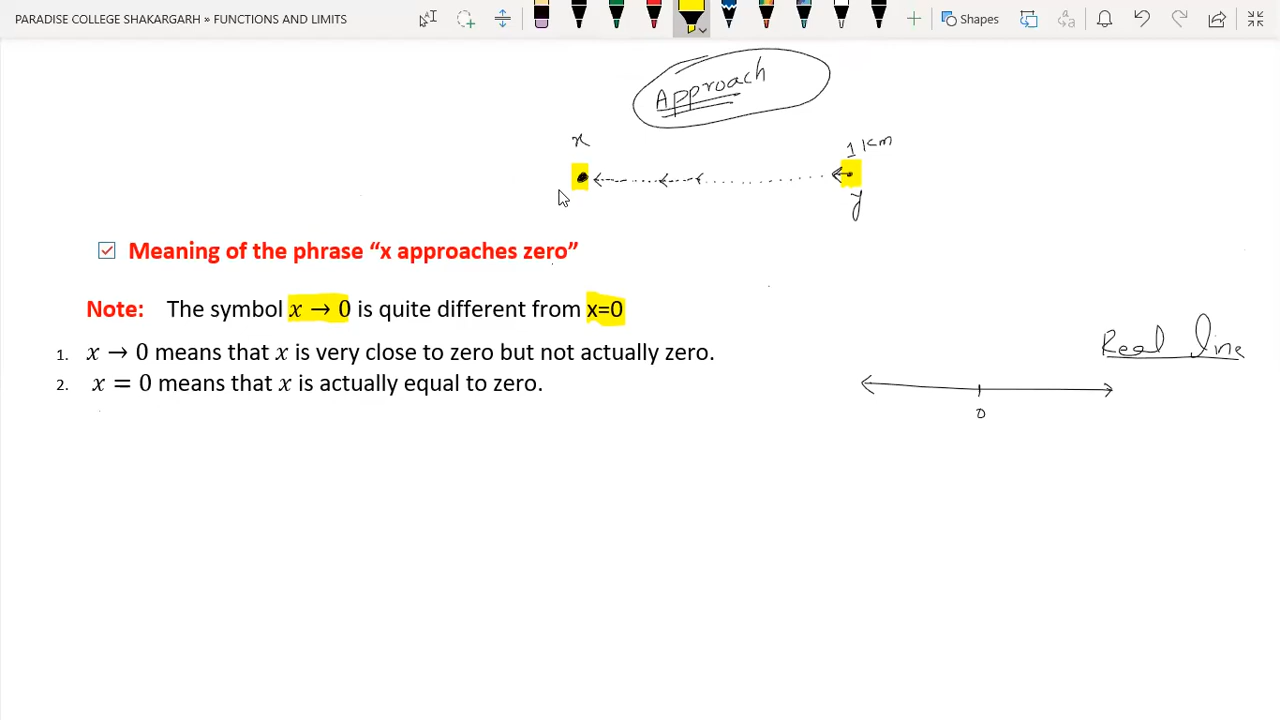 PARADISE COLLEGE SHAKARGARH » FUNCTIONS AND LIMITS
Shapes
Approach
x
1 Km
y
Meaning of the phrase “x approaches zero”
Note: The symbol x → 0 is quite different from x=0
1. x → 0 means that x is very close to zero but not actually zero.
2. x = 0 means that x is actually equal to zero.
Real line
0